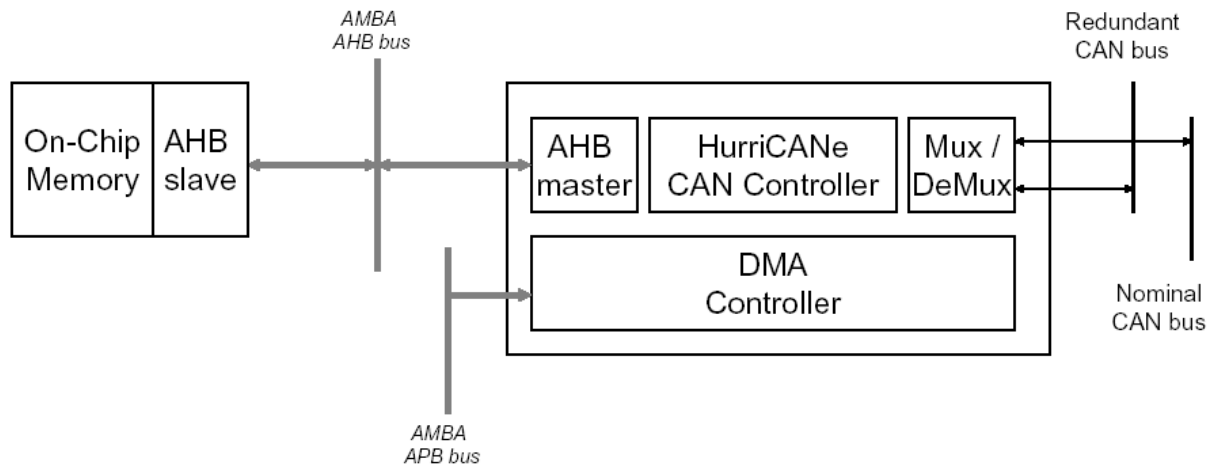 AMBA
AHB bus
Redundant
CAN bus
On-Chip
Memory
AHB
slave
AHB
master
HurriCANe
CAN Controller
Mux /
DeMux
DMA
Controller
Nominal
CAN bus
AMBA
APB bus